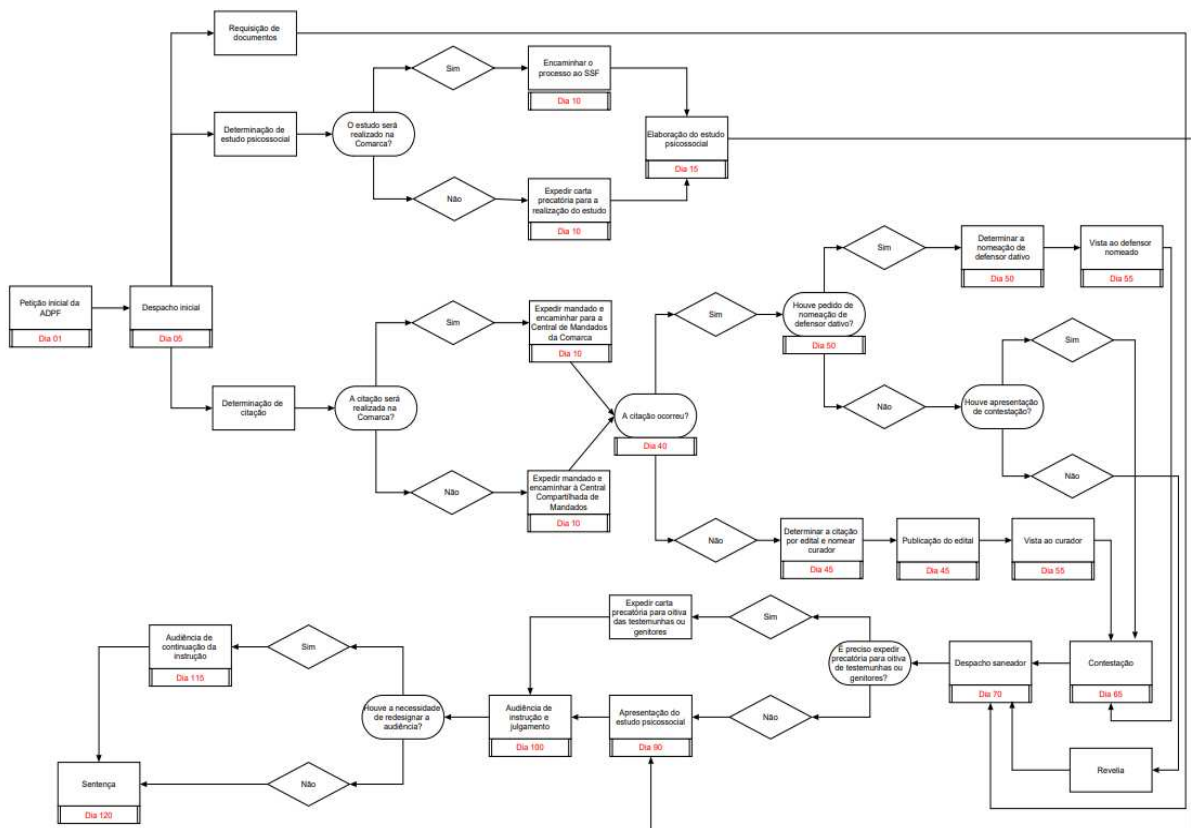 Requisição de
documentos
Sim
Encaminhar o
processo ao SSF
Dia 10
Determinação de
estudo psicossocial
O estudo será
realizado na
Comarca?
Elaboração do estudo
psicossocial
Dia 15
Não
Expedir carta
precatória para a
realização do estudo
Dia 10
Petição inicial da
ADPF
Dia 01
Despacho inicial
Dia 05
Determinação de
citação
A citação será
realizada na
Comarca?
Sim
Expedir mandado e
encaminhar para a
Central de Mandados
da Comarca
Dia 10
Não
Expedir mandado e
encaminhar à Central
Compartilhada de
Mandados
Dia 10
A citação ocorreu?
Dia 40
Sim
Houve pedido de
nomeação de
defensor dativo?
Dia 50
Sim
Determinar a
nomeação de
defensor dativo
Dia 50
Vista ao defensor
nomeado
Dia 55
Não
Houve apresentação
de contestação?
Sim
Não
Não
Determinar a citação
por edital e nomear
curador
Dia 45
Publicação do edital
Dia 45
Vista ao curador
Dia 55
Contestação
Dia 65
Revelia
Despacho saneador
Dia 70
É preciso expedir
precatória para oitiva
de testemunhas ou
genitores?
Sim
Expedir carta
precatória para oitiva
das testemunhas ou
genitores
Não
Apresentação do
estudo psicossocial
Dia 90
Audiência de
instrução e
julgamento
Dia 100
Houve a necessidade
de redesignar a
audiência?
Sim
Audiência de
continuação da
instrução
Dia 115
Não
Sentença
Dia 120